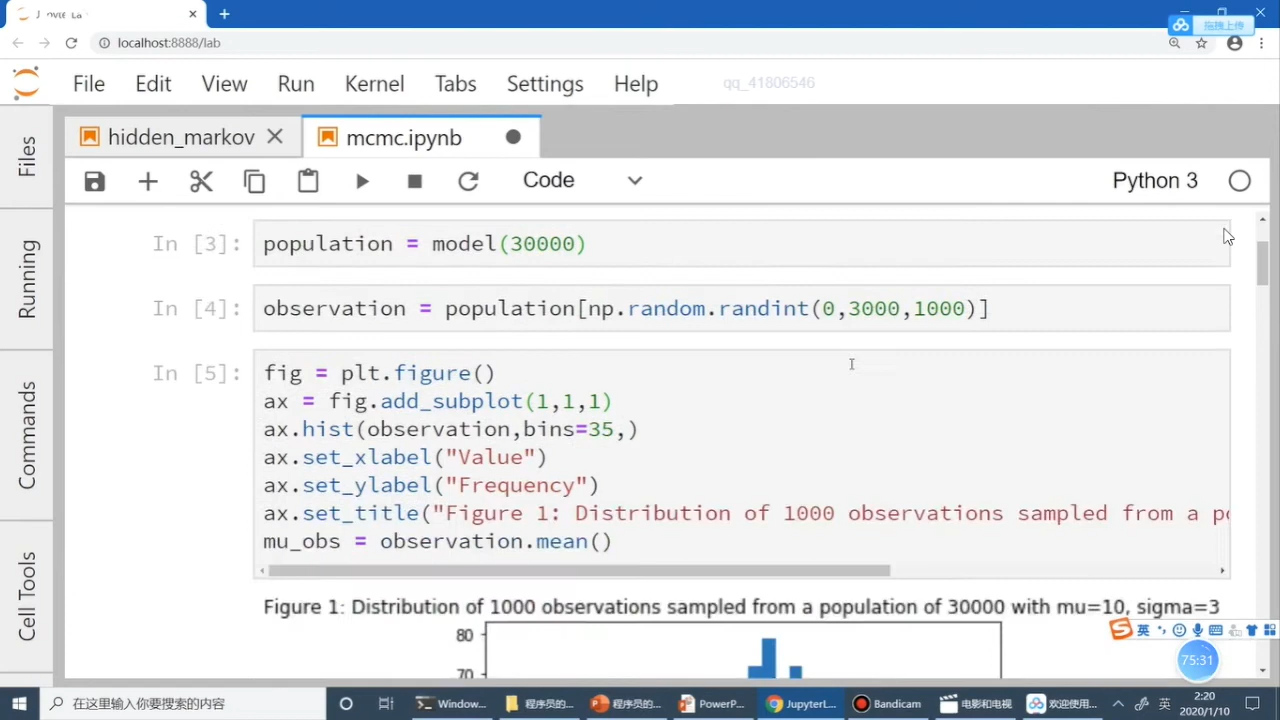 localhost:8888/lab
拖拽上传
File Edit View Run Kernel Tabs Settings Help qq_41806546
hidden_markov mcmc.ipynb
Code Python 3
Files
Running
Commands
Cell Tools
In [3]: population = model(30000)
In [4]: observation = population[np.random.randint(0,3000,1000)]
In [5]: fig = plt.figure()
ax = fig.add_subplot(1,1,1)
ax.hist(observation,bins=35,)
ax.set_xlabel("Value")
ax.set_ylabel("Frequency")
ax.set_title("Figure 1: Distribution of 1000 observations sampled from a p
mu_obs = observation.mean()
Figure 1: Distribution of 1000 observations sampled from a population of 30000 with mu=10, sigma=3
80
70
英
75:31
在这里输入你要搜索的内容
Window... 程序员的... 程序员的... PowerP... JupyterL... Bandicam 电影和电视 欢迎使用... 英
2:20
2020/1/10